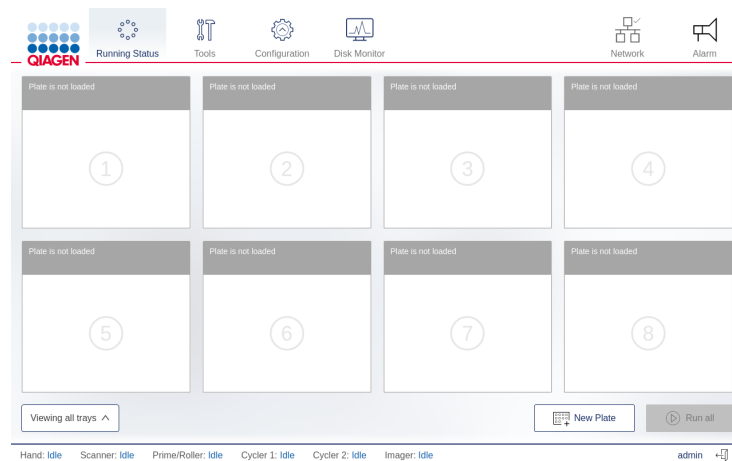 QIAGEN
Running Status
Tools
Configuration
Disk Monitor
Network
Alarm
Plate is not loaded
Plate is not loaded
Plate is not loaded
Plate is not loaded
1
2
3
4
Plate is not loaded
Plate is not loaded
Plate is not loaded
Plate is not loaded
5
6
7
8
Viewing all trays
New Plate
Run all
Hand: Idle Scanner: Idle Prime/Roller: Idle Cycler 1: Idle Cycler 2: Idle Imager: Idle admin